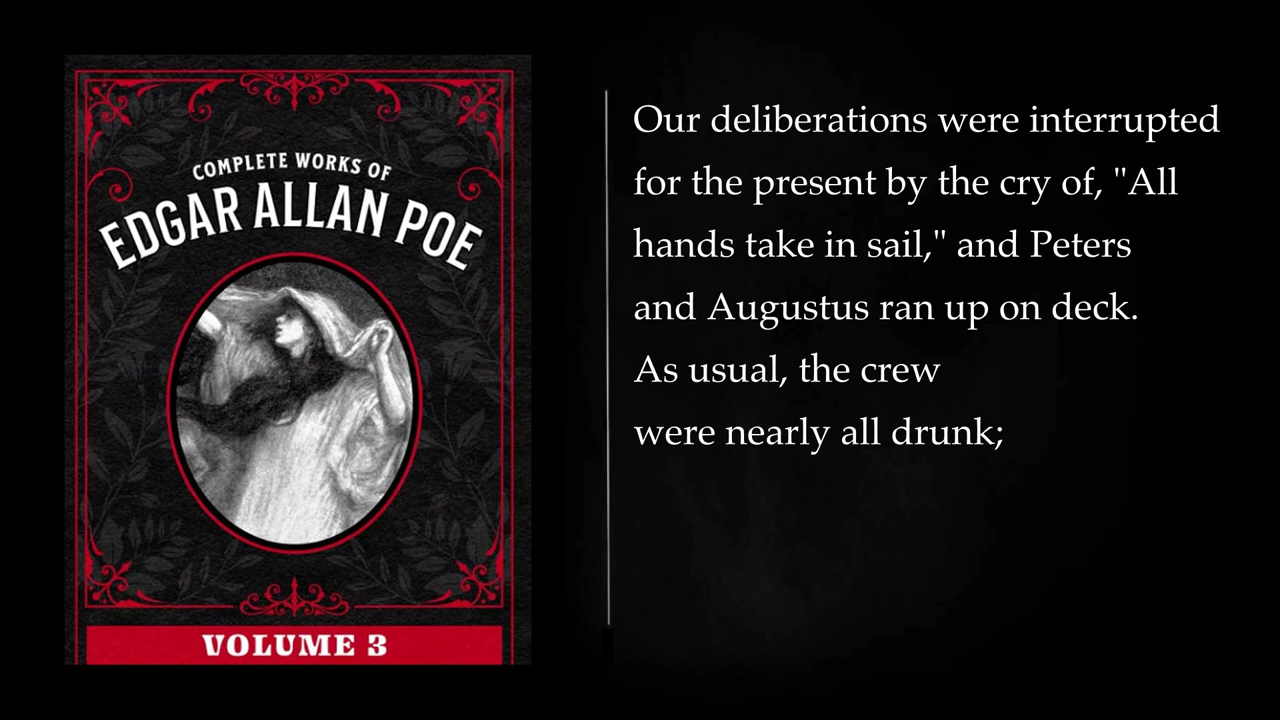 COMPLETE WORKS OF
EDGAR ALLAN POE
VOLUME 3
Our deliberations were interrupted
for the present by the cry of, "All
hands take in sail," and Peters
and Augustus ran up on deck.
As usual, the crew
were nearly all drunk;